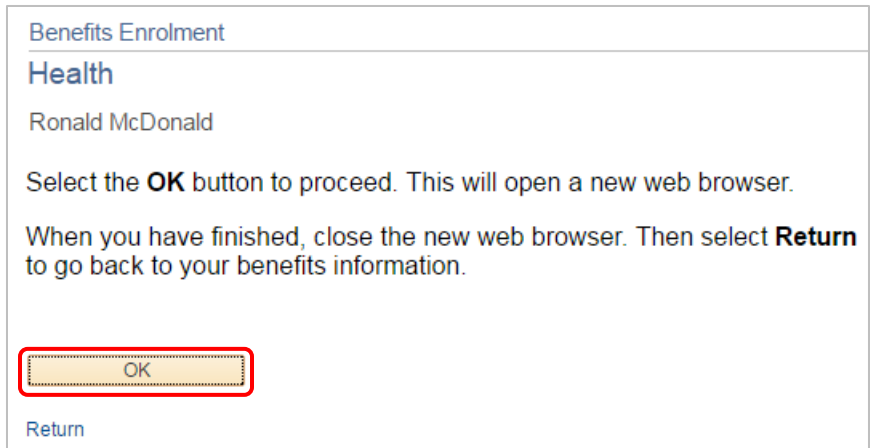 Benefits Enrolment
Health
Ronald McDonald
Select the OK button to proceed. This will open a new web browser.
When you have finished, close the new web browser. Then select Return
to go back to your benefits information.
OK
Return